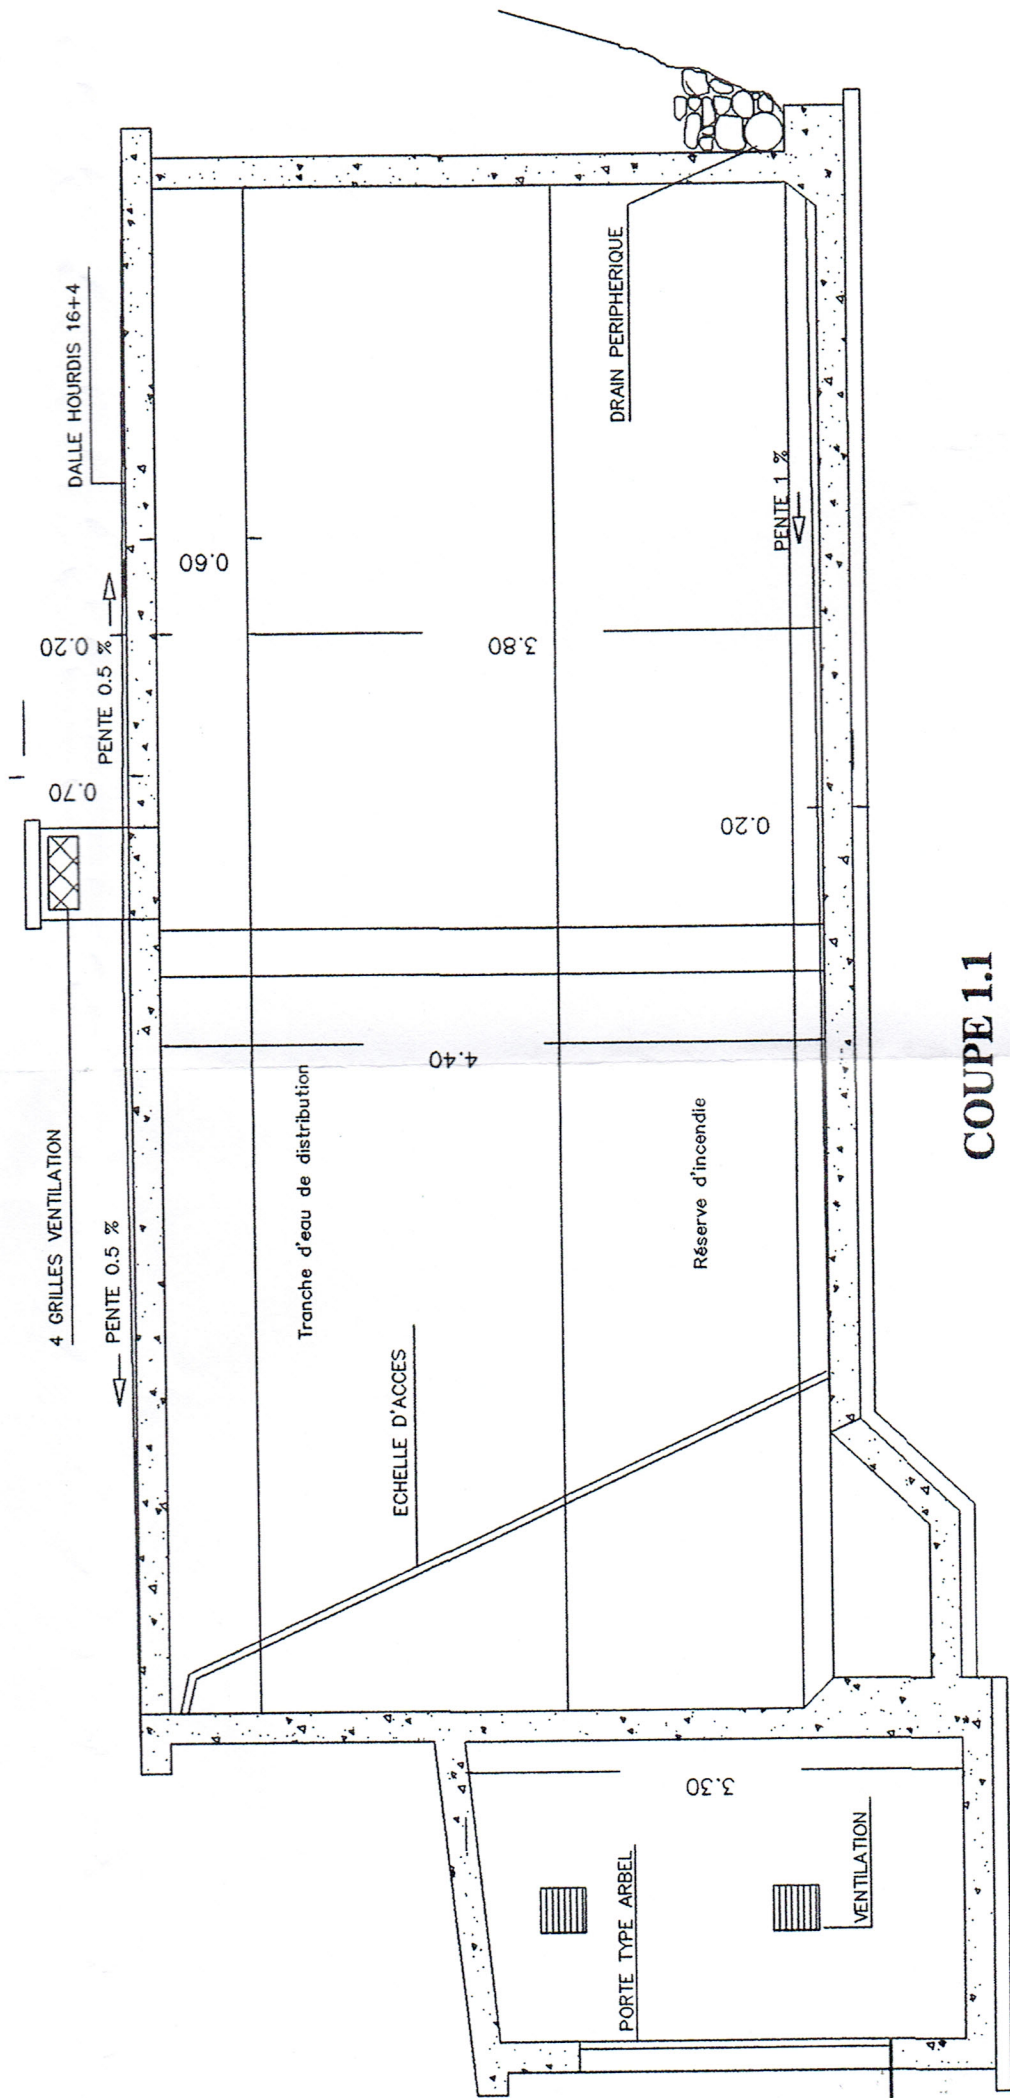 4 GRILLES VENTILATION
DALLE HOURDIS 16+4
PENTE 0.5 %
0.70
PENTE 0.5 %
0.20
0.60
Tranche d'eau de distribution
ECHELLE D'ACCES
4.40
3.80
DRAIN PERIPHERIQUE
Réserve d'incendie
0.20
PENTE 1 %
3.30
PORTE TYPE ARBEL
VENTILATION
COUPE 1.1